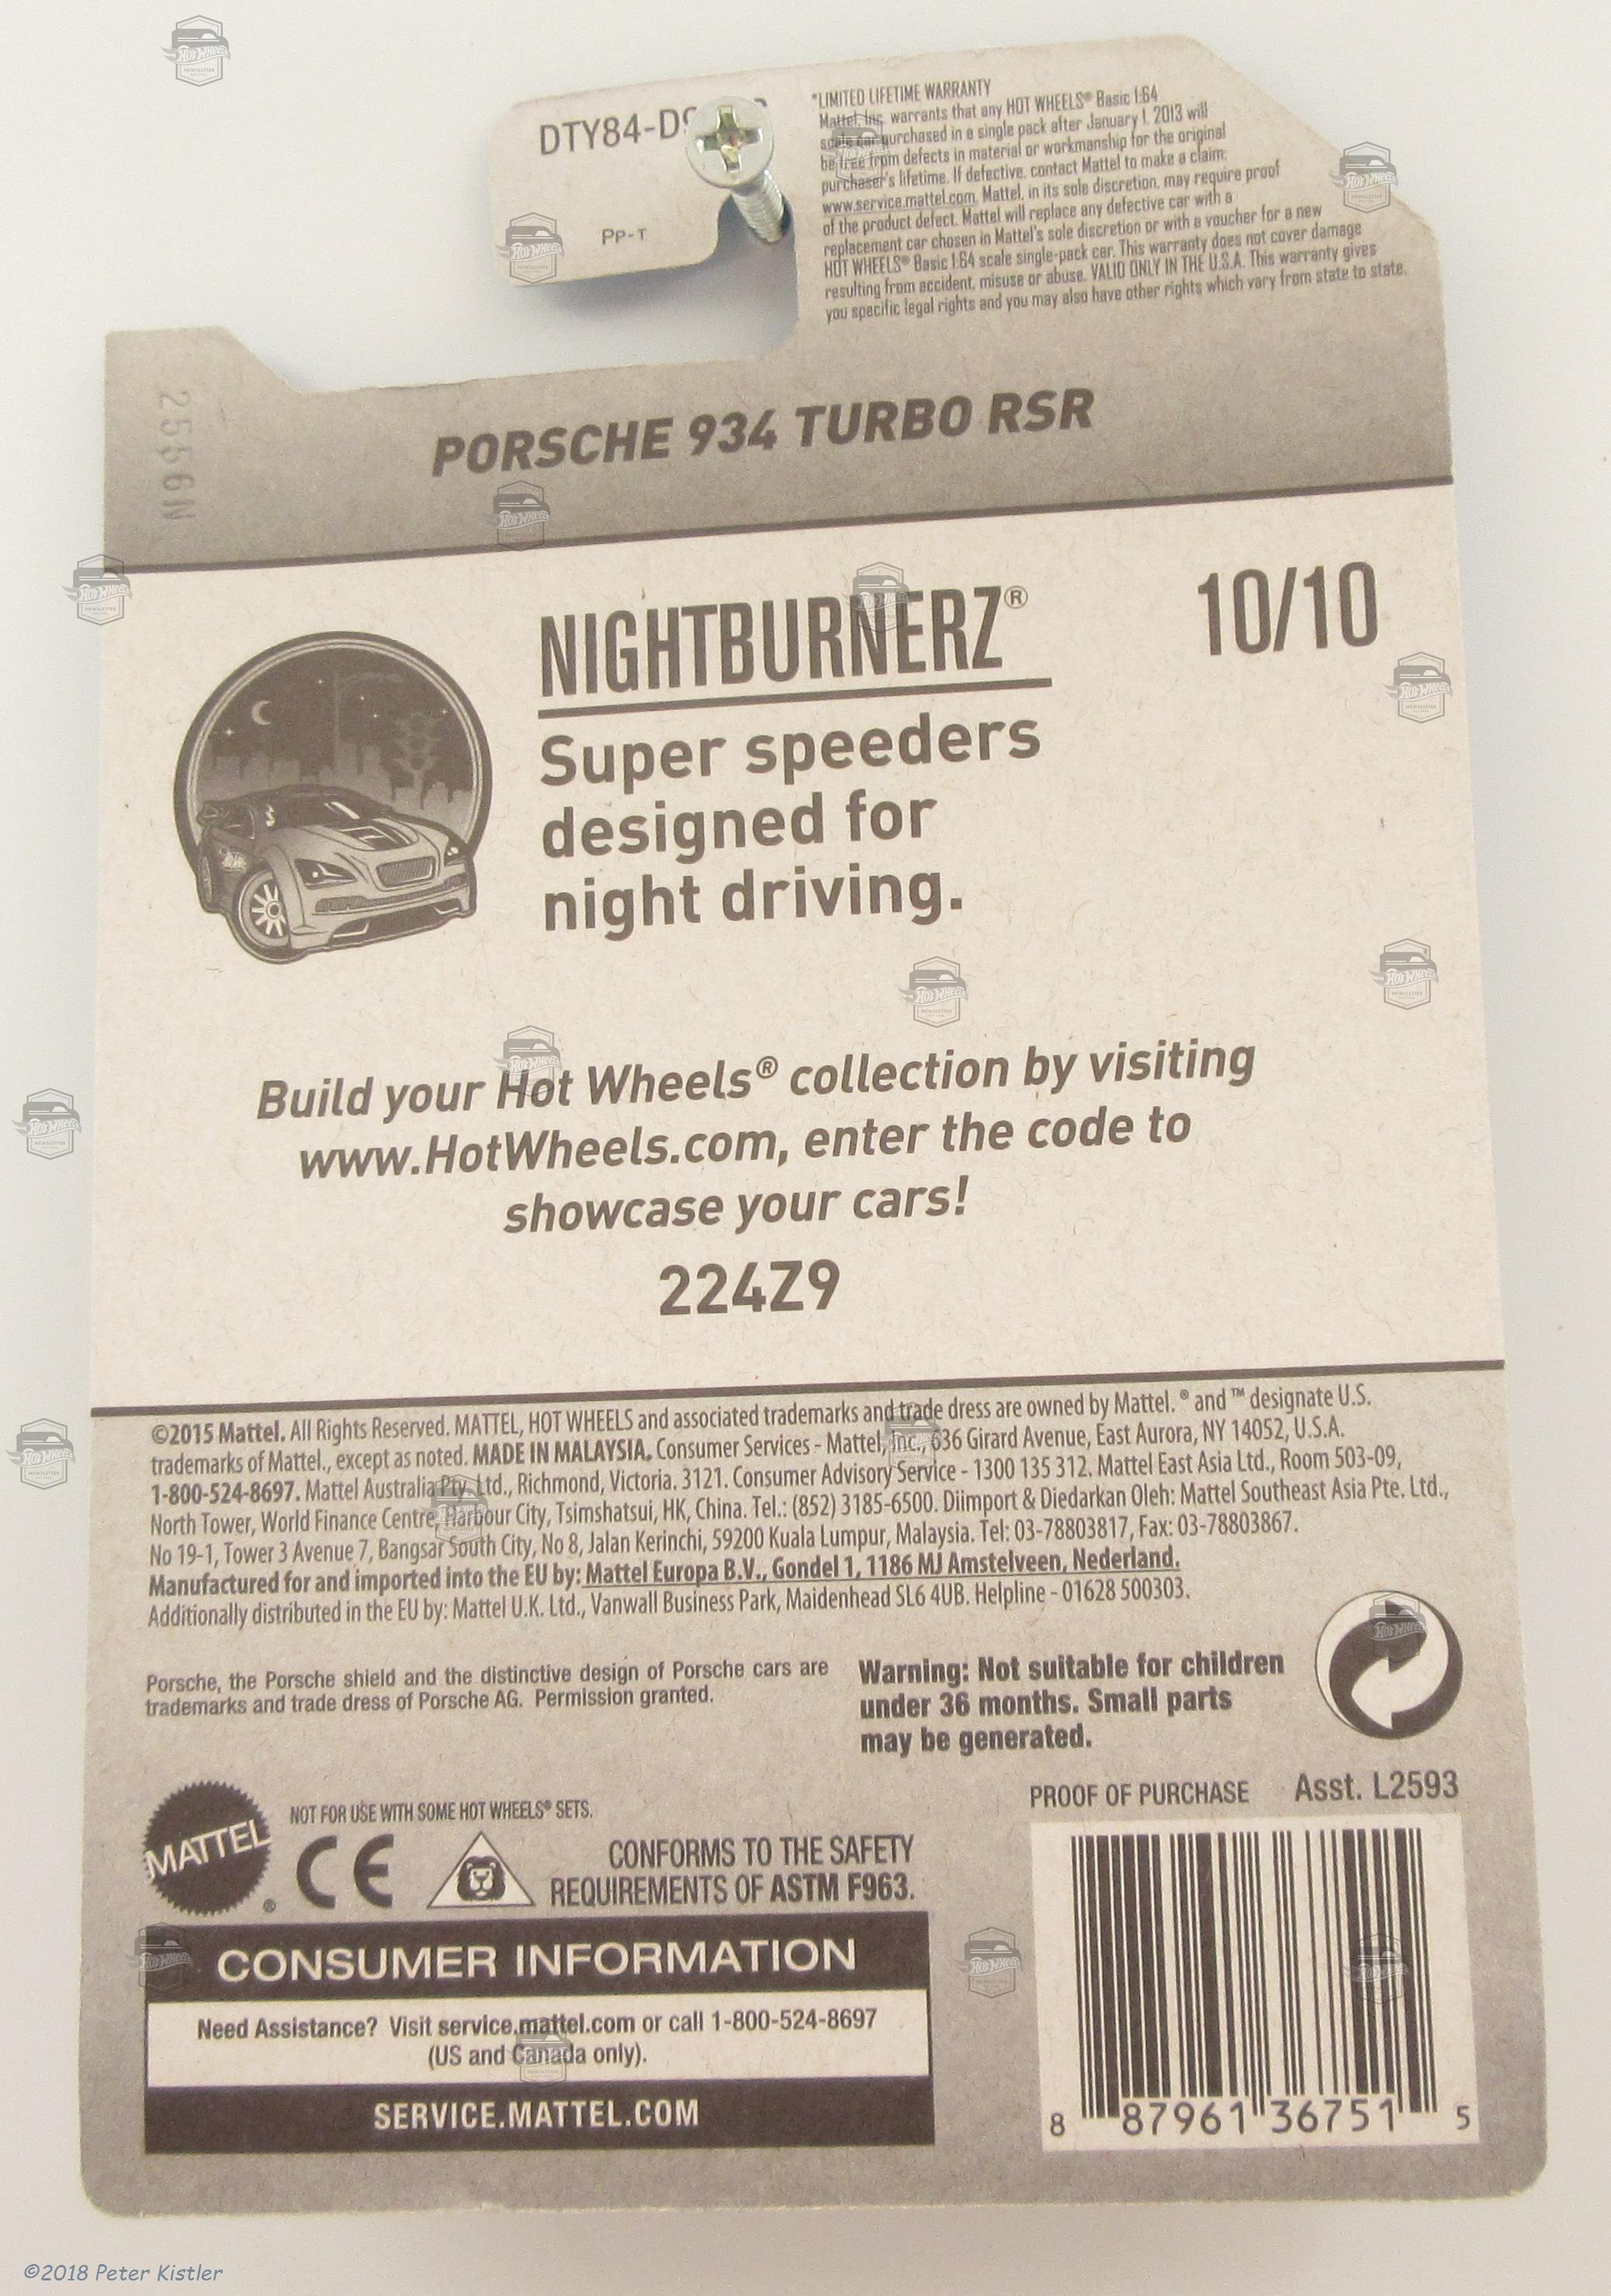 DTY84-D9
PP-T
*LIMITED LIFETIME WARRANTY
Mattel, Inc. warrants that any HOT WHEELS® Basic 1:64
scale car purchased in a single pack after January 1, 2013 will
be free from defects in material or workmanship for the original
purchaser's lifetime. If defective, contact Mattel to make a claim:
www.service.mattel.com. Mattel, in its sole discretion, may require proof
of the product defect. Mattel will replace any defective car with a
replacement car chosen in Mattel's sole discretion or with a voucher for a new
HOT WHEELS® Basic 1:64 scale single-pack car. This warranty does not cover damage
resulting from accident, misuse or abuse. VALID ONLY IN THE U.S.A. This warranty gives
you specific legal rights and you may also have other rights which vary from state to state.
2556N
PORSCHE 934 TURBO RSR
NIGHTBURNERZ®
10/10
Super speeders
designed for
night driving.
Build your Hot Wheels® collection by visiting
www.HotWheels.com, enter the code to
showcase your cars!
224Z9
©2015 Mattel. All Rights Reserved. MATTEL, HOT WHEELS and associated trademarks and trade dress are owned by Mattel. ® and ™ designate U.S.
trademarks of Mattel., except as noted. MADE IN MALAYSIA. Consumer Services - Mattel, Inc., 636 Girard Avenue, East Aurora, NY 14052, U.S.A.
1-800-524-8697. Mattel Australia Pty., Ltd., Richmond, Victoria. 3121. Consumer Advisory Service - 1300 135 312. Mattel East Asia Ltd., Room 503-09,
North Tower, World Finance Centre, Harbour City, Tsimshatsui, HK, China. Tel.: (852) 3185-6500. Diimport & Diedarkan Oleh: Mattel Southeast Asia Pte. Ltd.,
No 19-1, Tower 3 Avenue 7, Bangsar South City, No 8, Jalan Kerinchi, 59200 Kuala Lumpur, Malaysia. Tel: 03-78803817, Fax: 03-78803867.
Manufactured for and imported into the EU by: Mattel Europa B.V., Gondel 1, 1186 MJ Amstelveen, Nederland.
Additionally distributed in the EU by: Mattel U.K. Ltd., Vanwall Business Park, Maidenhead SL6 4UB. Helpline - 01628 500303.
Porsche, the Porsche shield and the distinctive design of Porsche cars are
trademarks and trade dress of Porsche AG. Permission granted.
Warning: Not suitable for children
under 36 months. Small parts
may be generated.
PROOF OF PURCHASE Asst. L2593
MATTEL®
NOT FOR USE WITH SOME HOT WHEELS® SETS.
CE
CONFORMS TO THE SAFETY
REQUIREMENTS OF ASTM F963.
CONSUMER INFORMATION
Need Assistance? Visit service.mattel.com or call 1-800-524-8697
(US and Canada only).
SERVICE.MATTEL.COM
8 87961 36751 5
©2018 Peter Kistler